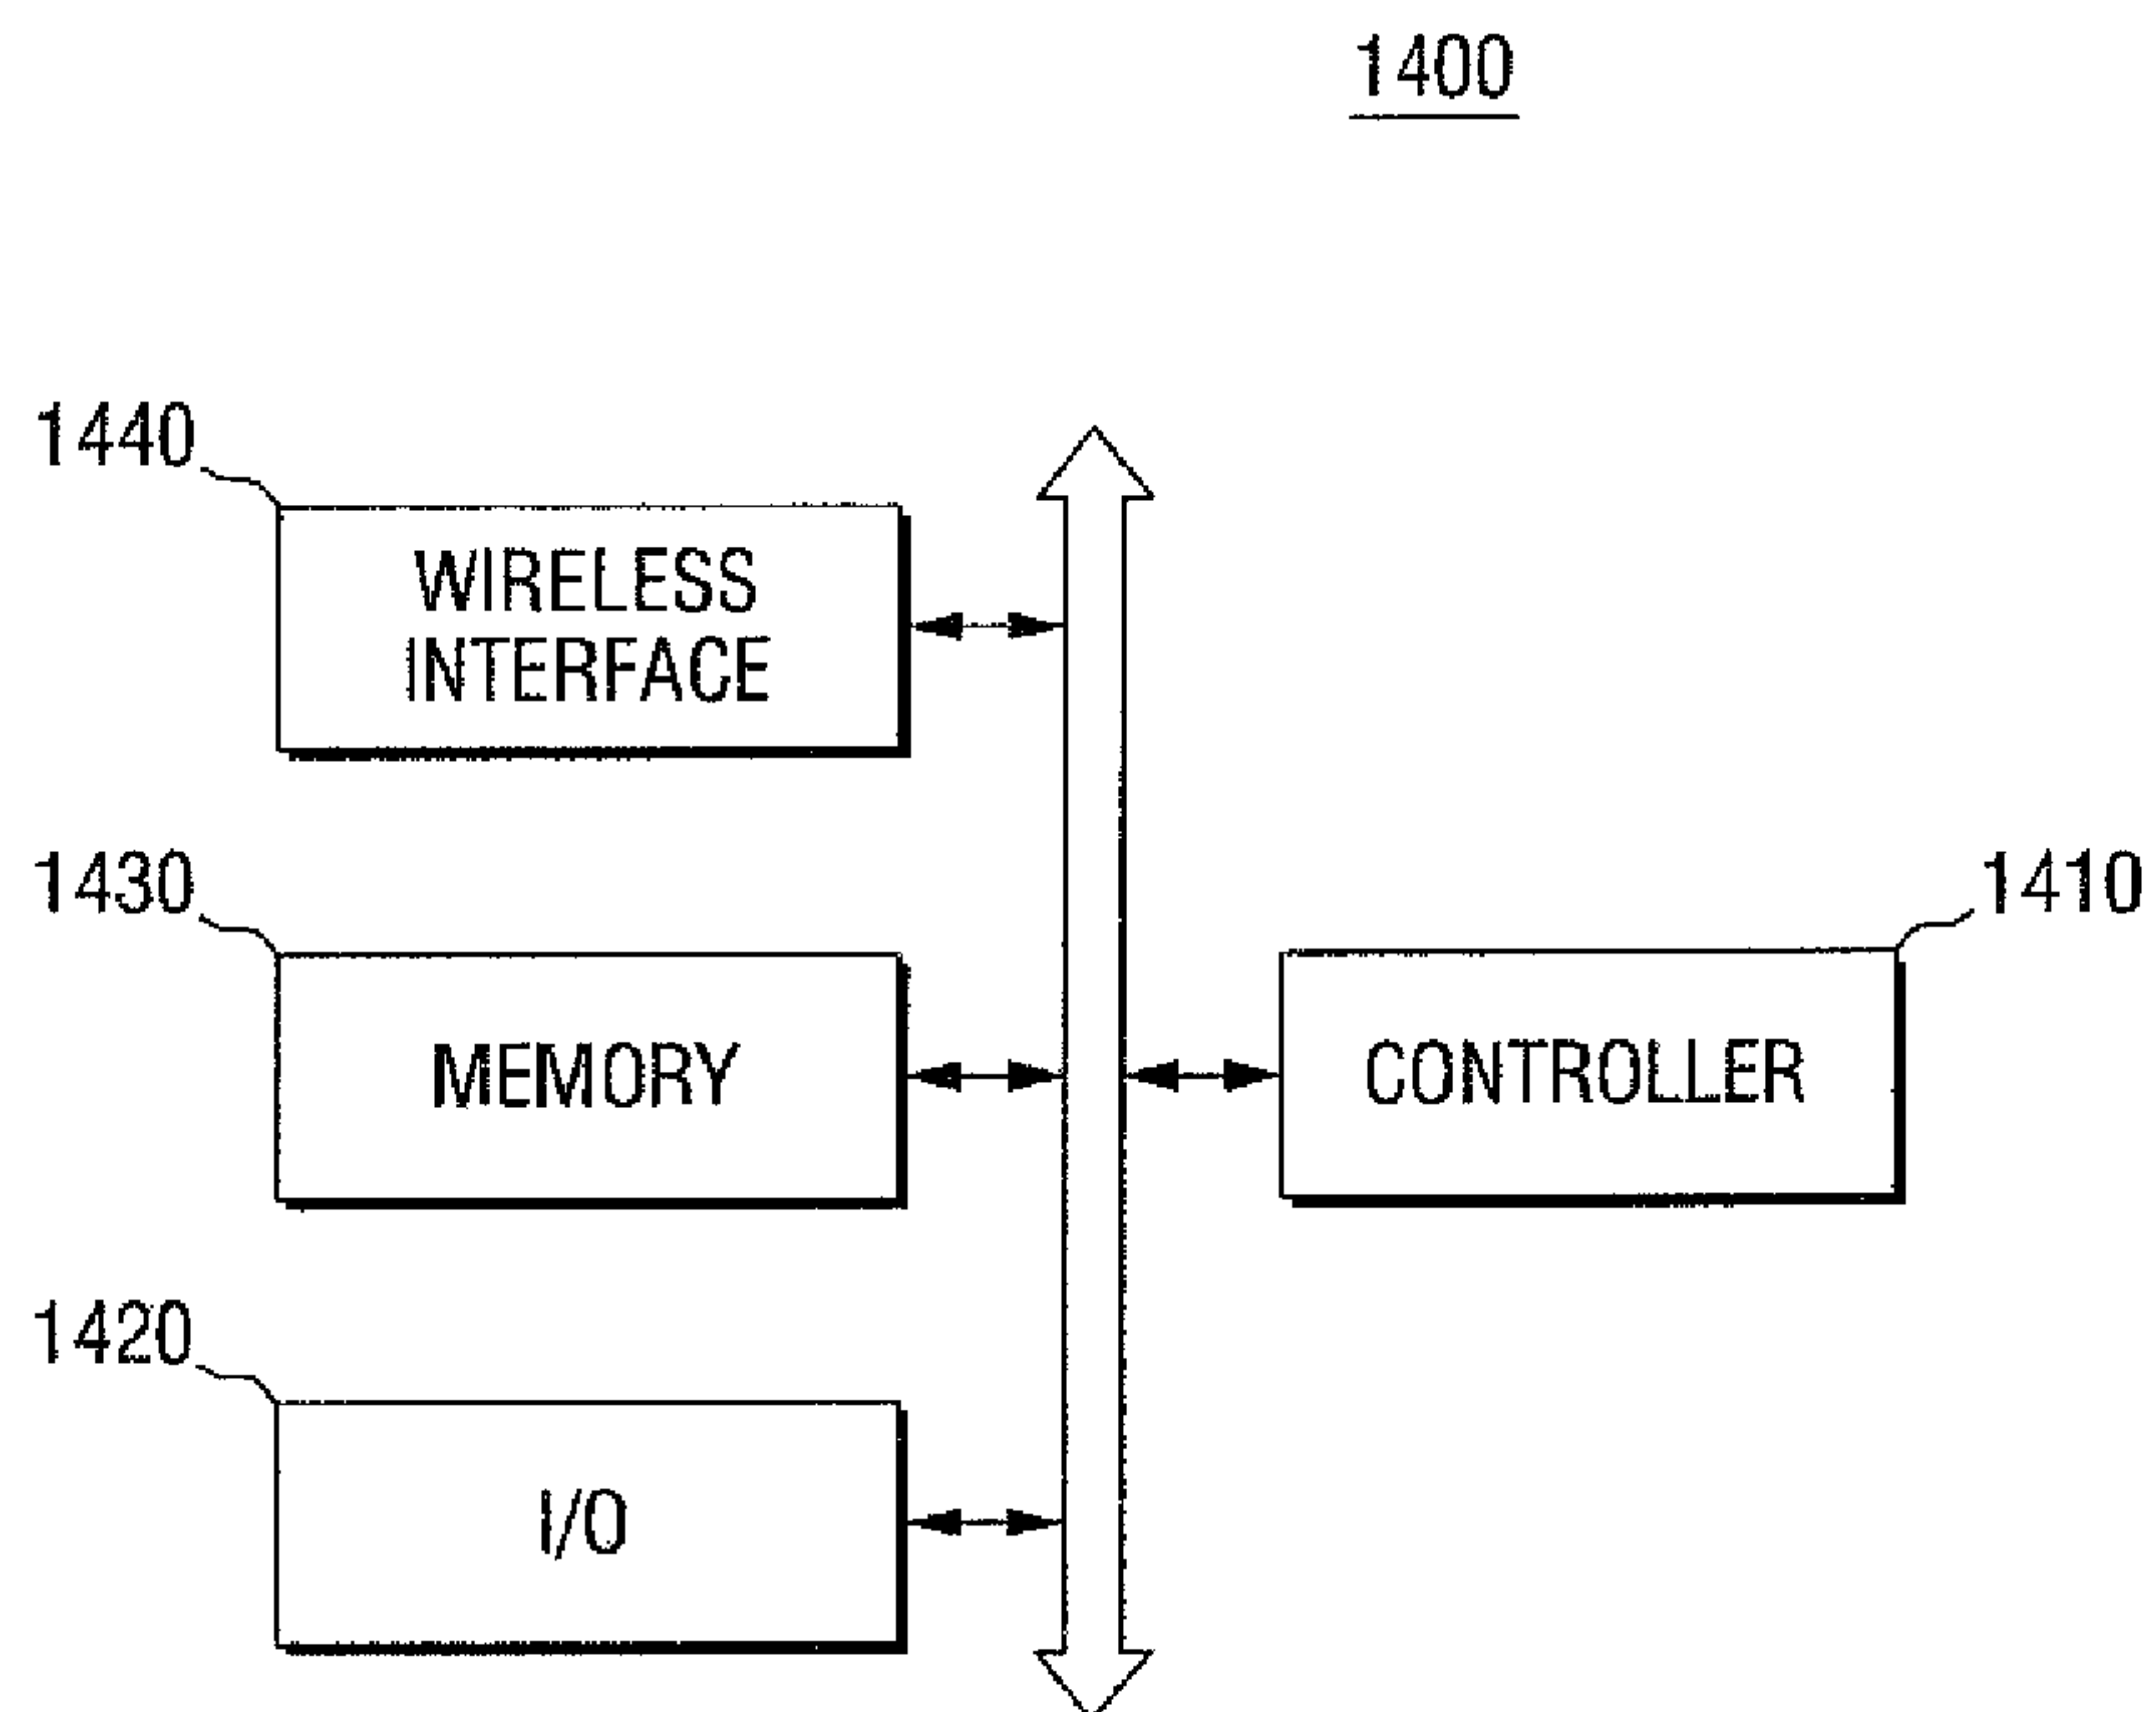 1400
1440
WIRELESS
INTERFACE
1430
MEMORY
1410
CONTROLLER
1420
I/O